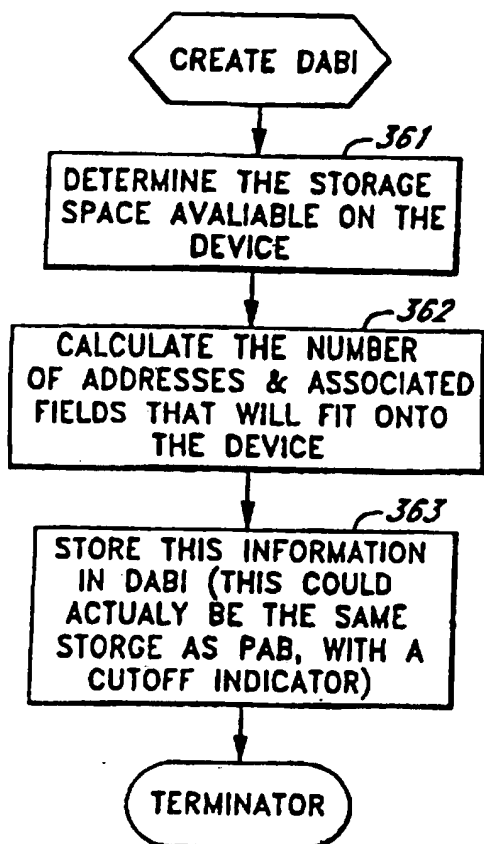 CREATE DABI
361
DETERMINE THE STORAGE
SPACE AVALIABLE ON THE
DEVICE
362
CALCULATE THE NUMBER
OF ADDRESSES & ASSOCIATED
FIELDS THAT WILL FIT ONTO
THE DEVICE
363
STORE THIS INFORMATION
IN DABI (THIS COULD
ACTUALY BE THE SAME
STORGE AS PAB, WITH A
CUTOFF INDICATOR)
TERMINATOR